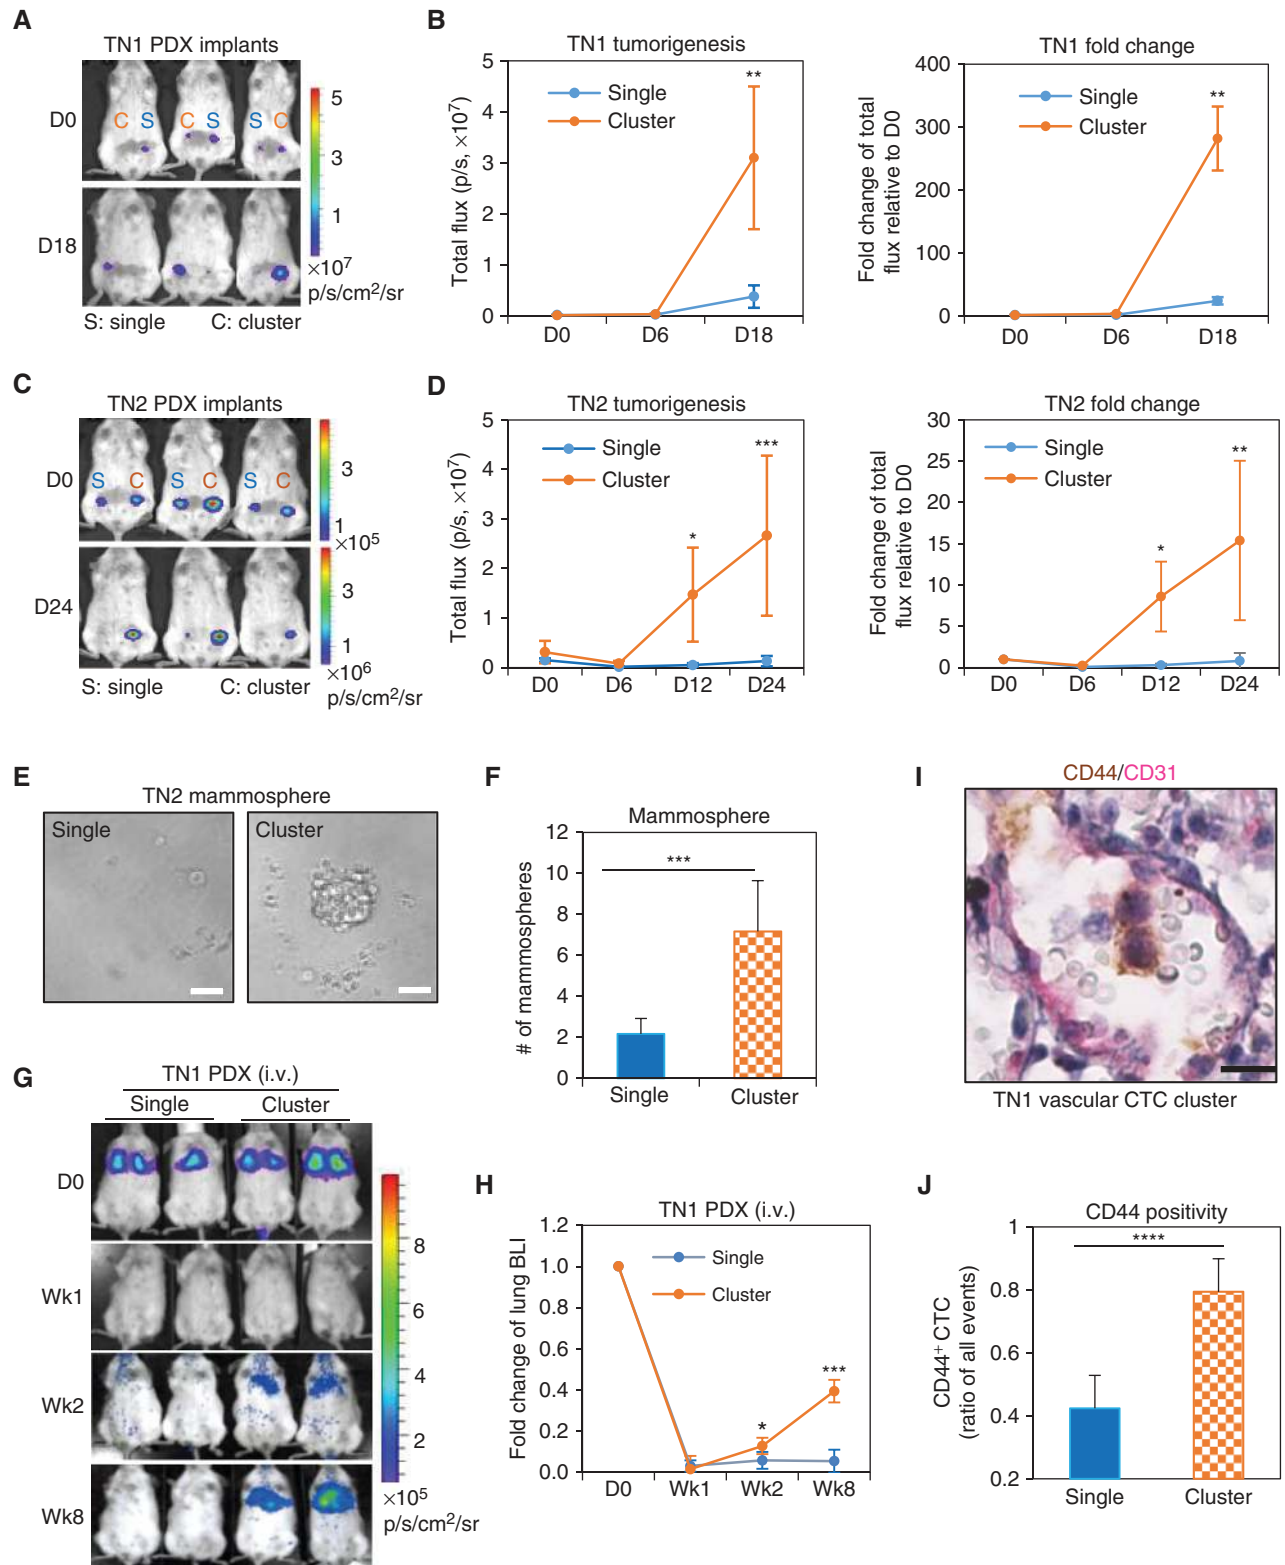 A
TN1 PDX implants
D0
C S C S S C
D18
5
3
1
×10⁷
p/s/cm²/sr
S: single C: cluster
B
TN1 tumorigenesis
Total flux (p/s, ×10⁷)
5
4
3
2
1
0
Single
Cluster
**
D0 D6 D18
TN1 fold change
Fold change of total
flux relative to D0
400
300
200
100
0
Single
Cluster
**
D0 D6 D18
C
TN2 PDX implants
D0
S C S C S C
D24
3
1
×10⁵
3
1
×10⁶
p/s/cm²/sr
S: single C: cluster
D
TN2 tumorigenesis
Total flux (p/s, ×10⁷)
5
4
3
2
1
0
Single
Cluster
*
***
D0 D6 D12 D24
TN2 fold change
Fold change of total
flux relative to D0
30
25
20
15
10
5
0
Single
Cluster
*
**
D0 D6 D12 D24
E
TN2 mammosphere
Single
Cluster
F
Mammosphere
# of mammospheres
12
10
8
6
4
2
0
***
Single Cluster
I
CD44/CD31
TN1 vascular CTC cluster
G
TN1 PDX (i.v.)
Single Cluster
D0
Wk1
Wk2
Wk8
8
6
4
2
×10⁵
p/s/cm²/sr
H
TN1 PDX (i.v.)
Fold change of lung BLI
1.2
1.0
0.8
0.6
0.4
0.2
0.0
Single
Cluster
*
***
D0 Wk1 Wk2 Wk8
J
CD44 positivity
CD44⁺ CTC
(ratio of all events)
1
0.8
0.6
0.4
0.2
****
Single Cluster